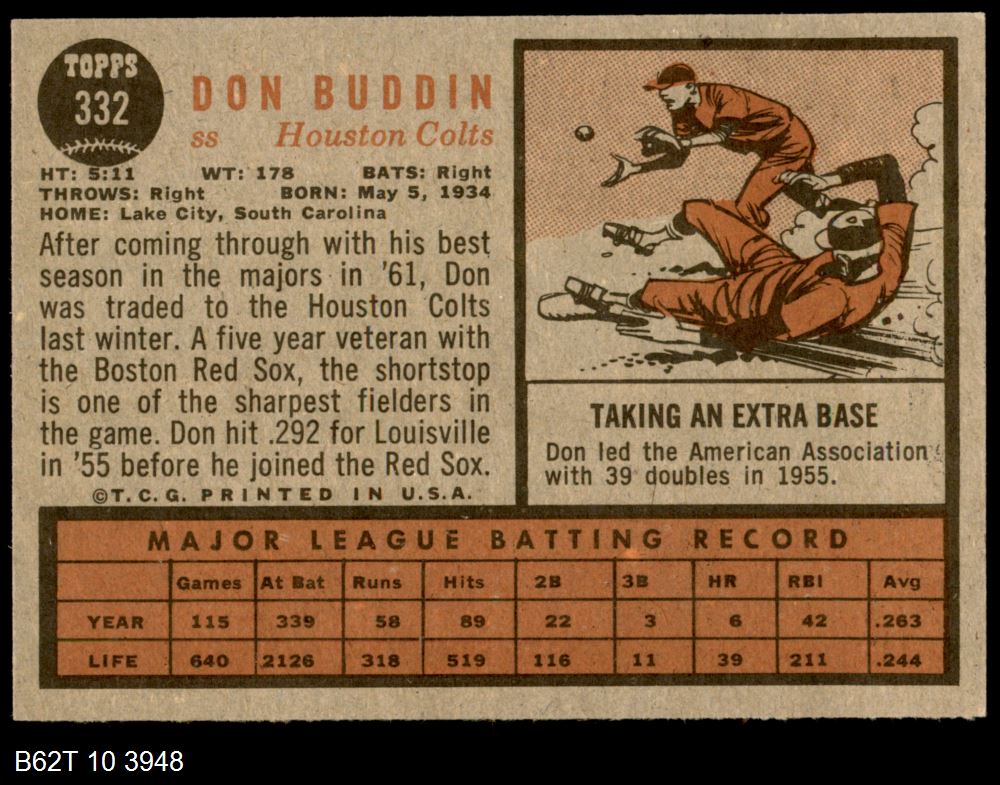 TOPPS
332
DON BUDDIN
ss Houston Colts
HT: 5:11 WT: 178 BATS: Right
THROWS: Right BORN: May 5, 1934
HOME: Lake City, South Carolina
After coming through with his best
season in the majors in '61, Don
was traded to the Houston Colts
last winter. A five year veteran with
the Boston Red Sox, the shortstop
is one of the sharpest fielders in
the game. Don hit .292 for Louisville
in '55 before he joined the Red Sox.
©T.C.G. PRINTED IN U.S.A.
TAKING AN EXTRA BASE
Don led the American Association
with 39 doubles in 1955.
MAJOR LEAGUE BATTING RECORD
Games At Bat Runs Hits 2B 3B HR RBI Avg
YEAR 115 339 58 89 22 3 6 42 .263
LIFE 640 2126 318 519 116 11 39 211 .244
B62T 10 3948